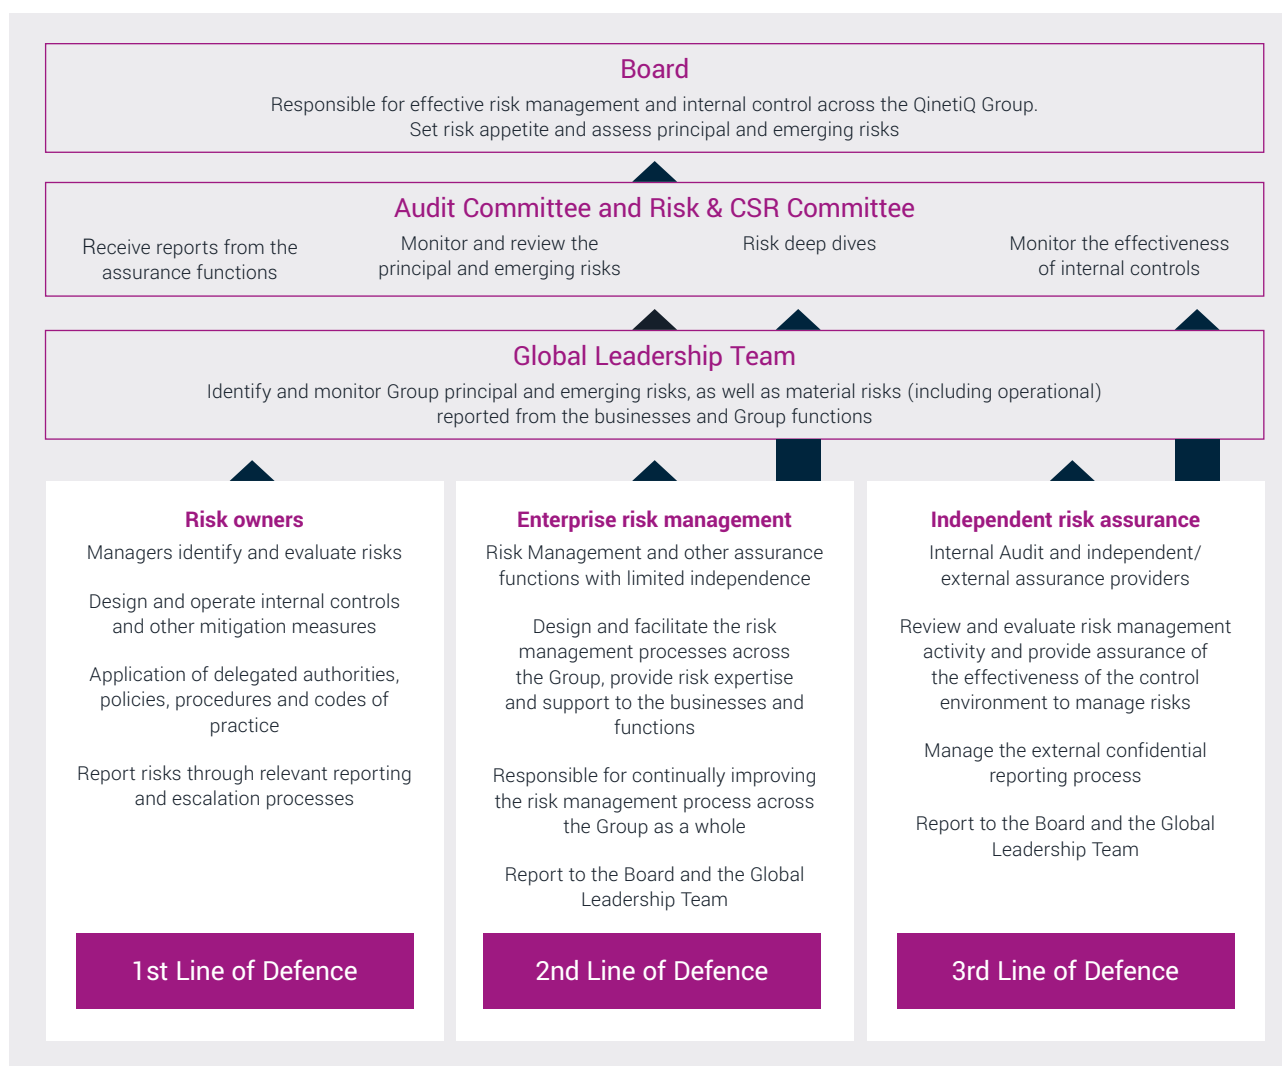 Board
Responsible for effective risk management and internal control across the QinetiQ Group.
Set risk appetite and assess principal and emerging risks
Audit Committee and Risk & CSR Committee
Receive reports from the
assurance functions
Monitor and review the
principal and emerging risks
Risk deep dives
Monitor the effectiveness
of internal controls
Global Leadership Team
Identify and monitor Group principal and emerging risks, as well as material risks (including operational)
reported from the businesses and Group functions
Risk owners
Managers identify and evaluate risks
Design and operate internal controls
and other mitigation measures
Application of delegated authorities,
policies, procedures and codes of
practice
Report risks through relevant reporting
and escalation processes
1st Line of Defence
Enterprise risk management
Risk Management and other assurance
functions with limited independence
Design and facilitate the risk
management processes across
the Group, provide risk expertise
and support to the businesses and
functions
Responsible for continually improving
the risk management process across
the Group as a whole
Report to the Board and the Global
Leadership Team
2nd Line of Defence
Independent risk assurance
Internal Audit and independent/
external assurance providers
Review and evaluate risk management
activity and provide assurance of
the effectiveness of the control
environment to manage risks
Manage the external confidential
reporting process
Report to the Board and the Global
Leadership Team
3rd Line of Defence